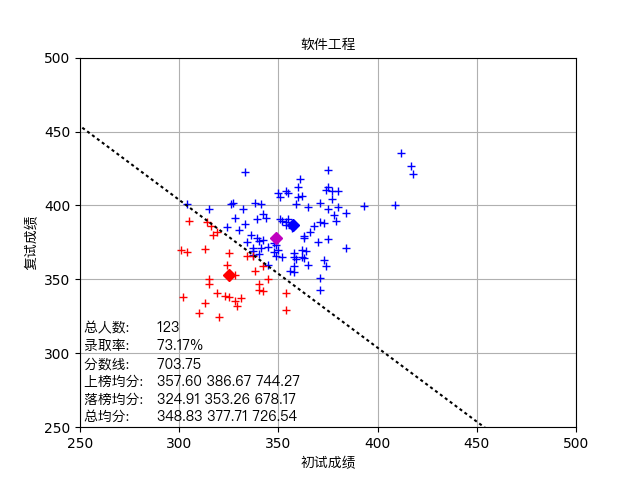 软件工程
500
450
400
350
300
250
复试成绩
总人数: 123
录取率: 73.17%
分数线: 703.75
上榜均分: 357.60 386.67 744.27
落榜均分: 324.91 353.26 678.17
总均分: 348.83 377.71 726.54
250 300 350 400 450 500
初试成绩